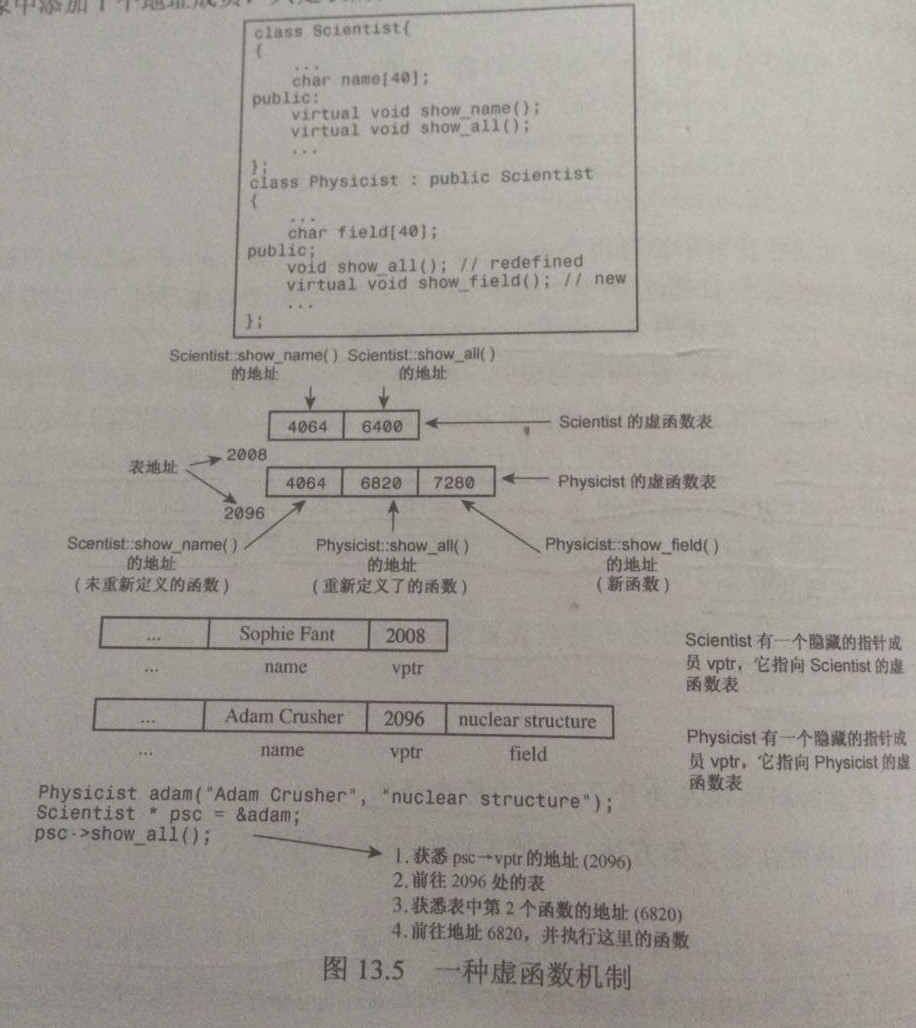 象中添加1个地址成员，
class Scientist{
{
...
char name[40];
public:
virtual void show_name();
virtual void show_all();
...
};
class Physicist : public Scientist
{
...
char field[40];
public;
void show_all(); // redefined
virtual void show_field(); // new
...
};
Scientist::show_name( ) Scientist::show_all( )
的地址 的地址
4064 6400 Scientist 的虚函数表
表地址 2008
4064 6820 7280 Physicist 的虚函数表
2096
Scentist::show_name( ) Physicist::show_all( ) Physicist::show_field( )
的地址 的地址 的地址
（未重新定义的函数） （重新定义了的函数） （新函数）
... Sophie Fant 2008
... name vptr
Scientist 有一个隐藏的指针成
员 vptr，它指向 Scientist 的虚
函数表
... Adam Crusher 2096 nuclear structure
... name vptr field
Physicist 有一个隐藏的指针成
员 vptr，它指向 Physicist 的虚
函数表
Physicist adam("Adam Crusher", "nuclear structure");
Scientist * psc = &adam;
psc->show_all();
1. 获悉 psc→vptr 的地址 (2096)
2. 前往 2096 处的表
3. 获悉表中第 2 个函数的地址 (6820)
4. 前往地址 6820，并执行这里的函数
图 13.5 一种虚函数机制